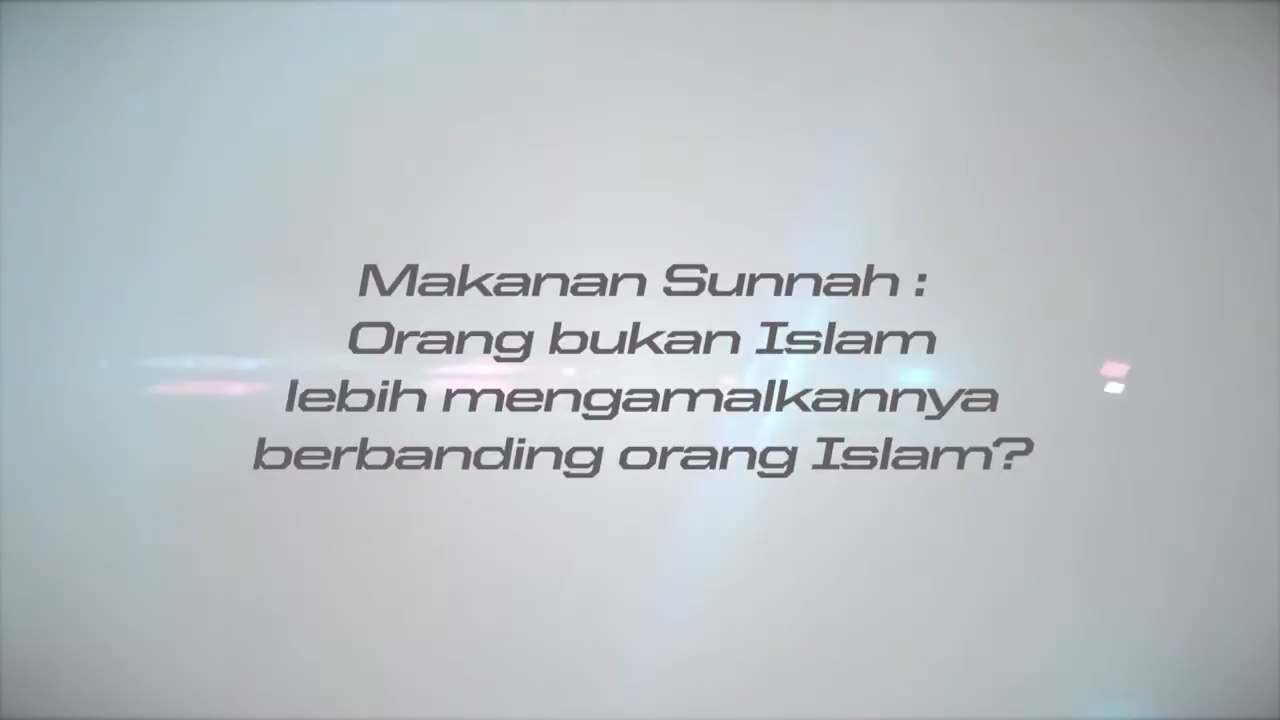 Makanan Sunnah :
Orang bukan Islam
lebih mengamalkannya
berbanding orang Islam?